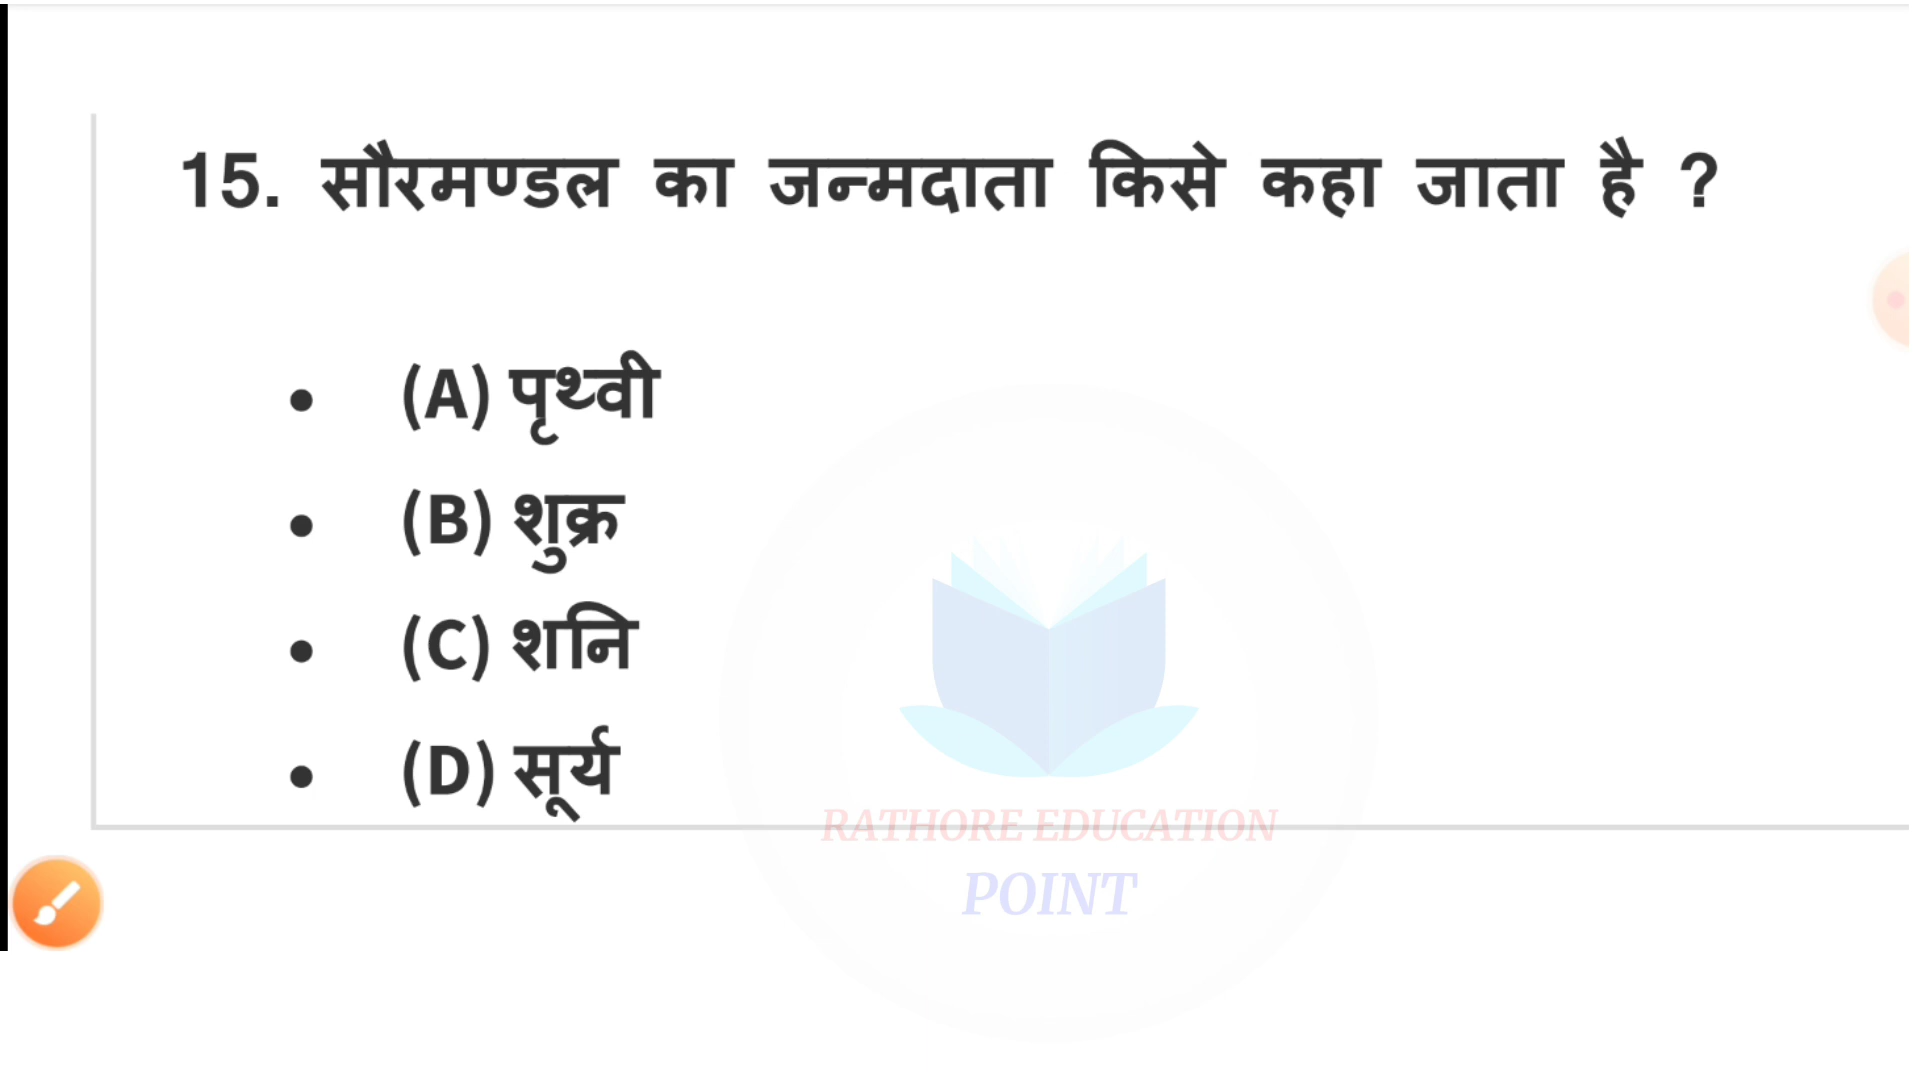 15. सौरमण्डल का जन्मदाता किसे कहा जाता है ?
• (A) पृथ्वी
• (B) शुक्र
• (C) शनि
• (D) सूर्य
RATHORE EDUCATION
POINT